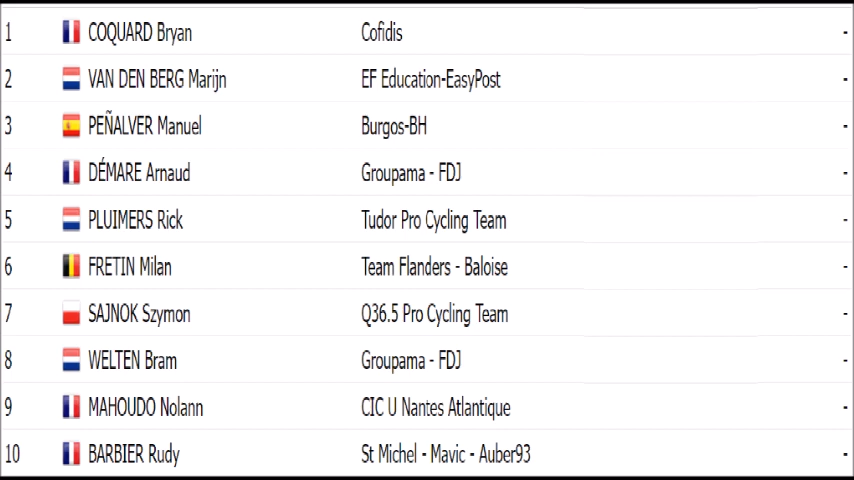 1 COQUARD Bryan Cofidis -
2 VAN DEN BERG Marijn EF Education-EasyPost -
3 PEÑALVER Manuel Burgos-BH -
4 DÉMARE Arnaud Groupama - FDJ -
5 PLUIMERS Rick Tudor Pro Cycling Team -
6 FRETIN Milan Team Flanders - Baloise -
7 SAJNOK Szymon Q36.5 Pro Cycling Team -
8 WELTEN Bram Groupama - FDJ -
9 MAHOUDO Nolann CIC U Nantes Atlantique -
10 BARBIER Rudy St Michel - Mavic - Auber93 -